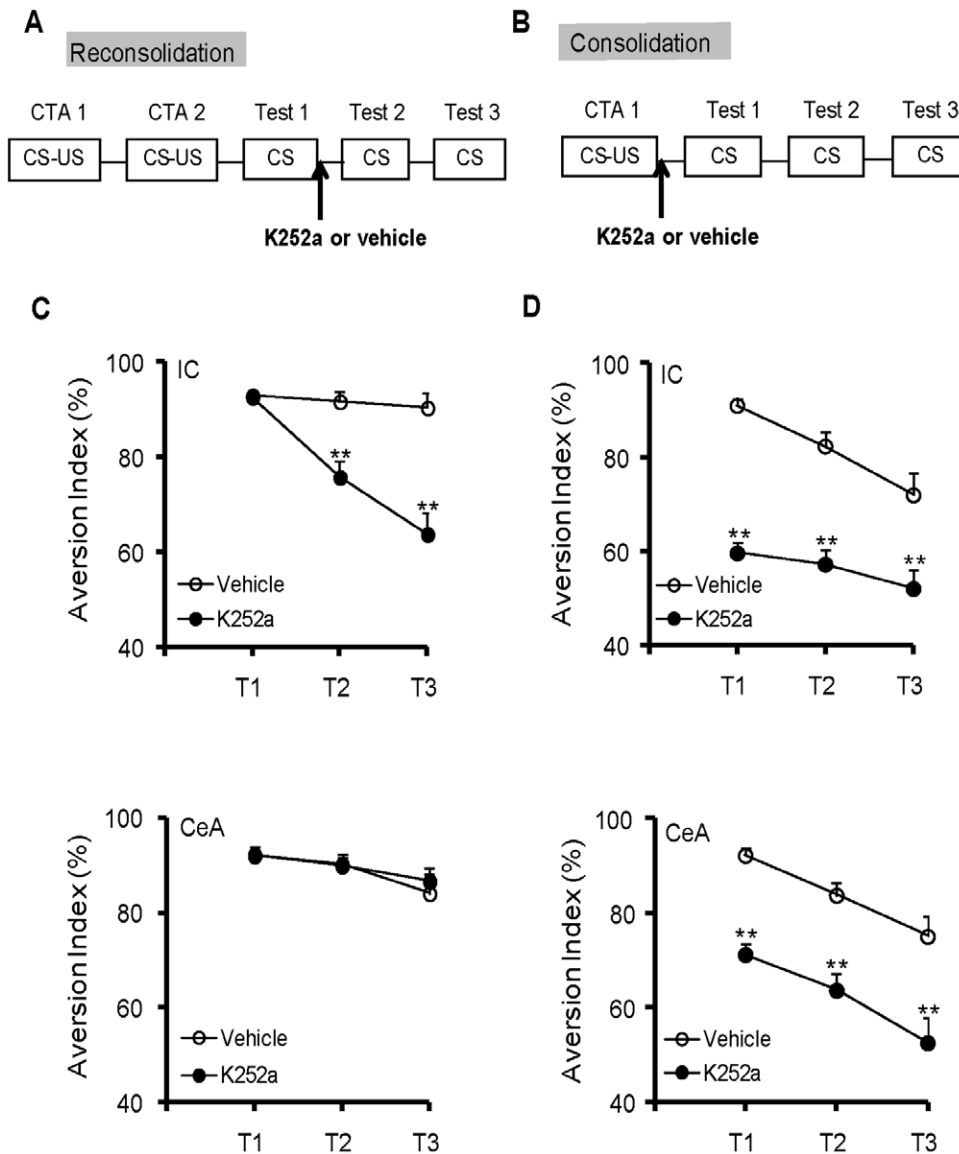 A
Reconsolidation
CTA 1 CTA 2 Test 1 Test 2 Test 3
CS-US CS-US CS CS CS
K252a or vehicle
B
Consolidation
CTA 1 Test 1 Test 2 Test 3
CS-US CS CS CS
K252a or vehicle
C
IC
Aversion Index (%)
100
80
60
40
**
**
Vehicle
K252a
T1 T2 T3
D
IC
Aversion Index (%)
100
80
60
40
** ** **
Vehicle
K252a
T1 T2 T3
CeA
Aversion Index (%)
100
80
60
40
Vehicle
K252a
T1 T2 T3
CeA
Aversion Index (%)
100
80
60
40
**
**
**
Vehicle
K252a
T1 T2 T3